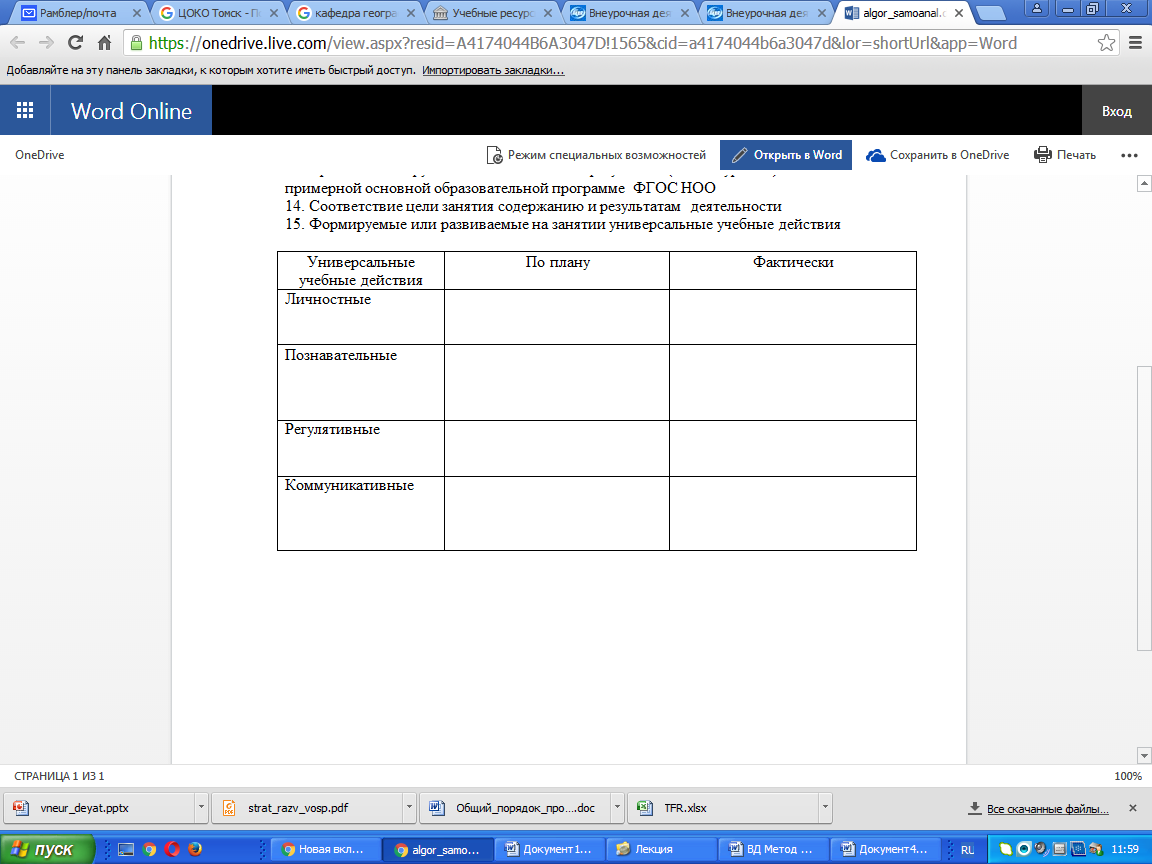 Рамблер/почта
ЦОКО Томск - П
кафедра геогра
Учебные ресурс
Внеурочная дея
Внеурочная дея
algor_samoanal.
https://onedrive.live.com/view.aspx?resid=A4174044B6A3047D!1565&cid=a4174044b6a3047d&lor=shortUrl&app=Word
Добавляйте на эту панель закладки, к которым хотите иметь быстрый доступ. Импортировать закладки...
Word Online
Вход
OneDrive
Режим специальных возможностей
Открыть в Word
Сохранить в OneDrive
Печать
примерной основной образовательной программе ФГОС НОО
14. Соответствие цели занятия содержанию и результатам деятельности
15. Формируемые или развиваемые на занятии универсальные учебные действия
Универсальные
учебные действия
По плану
Фактически
Личностные
Познавательные
Регулятивные
Коммуникативные
СТРАНИЦА 1 ИЗ 1
100%
vneur_deyat.pptx
strat_razv_vosp.pdf
Общий_порядок_про....doc
TFR.xlsx
Все скачанные файлы...
пуск
Новая вкл...
algor_samo...
Документ1...
Лекция
ВД Метод ...
Документ4...
RU
11:59